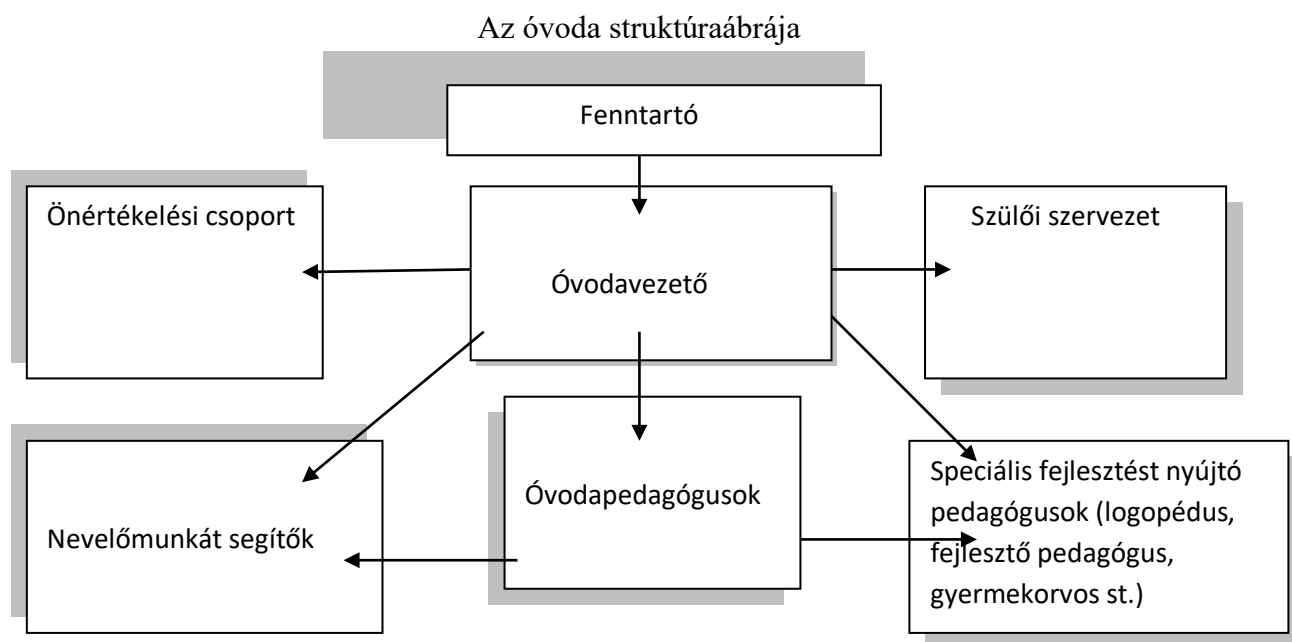 Az óvoda struktúraábrája
Fenntartó
Önértékelési csoport
Óvodavezető
Szülői szervezet
Nevelőmunkát segítők
Óvodapedagógusok
Speciális fejlesztést nyújtó
pedagógusok (logopédus,
fejlesztő pedagógus,
gyermekorvos st.)